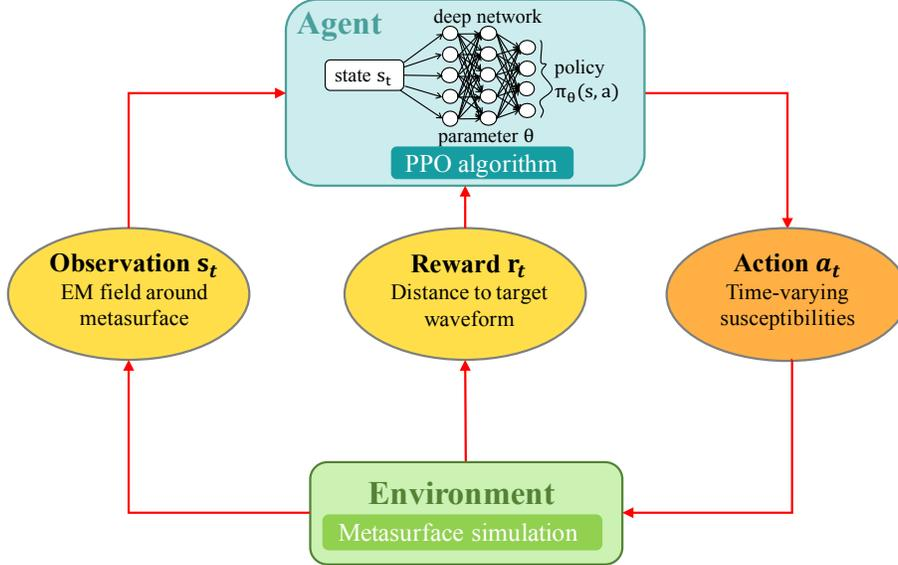 Agent
deep network
state s_t
policy
π_θ(s, a)
parameter θ
PPO algorithm
Observation s_t
EM field around
metasurface
Reward r_t
Distance to target
waveform
Action a_t
Time-varying
susceptibilities
Environment
Metasurface simulation